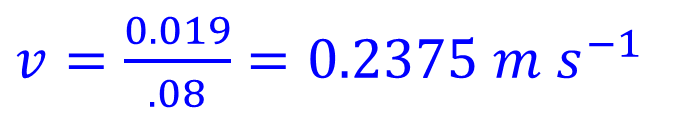 v = 0.019/.08 = 0.2375 m s⁻¹